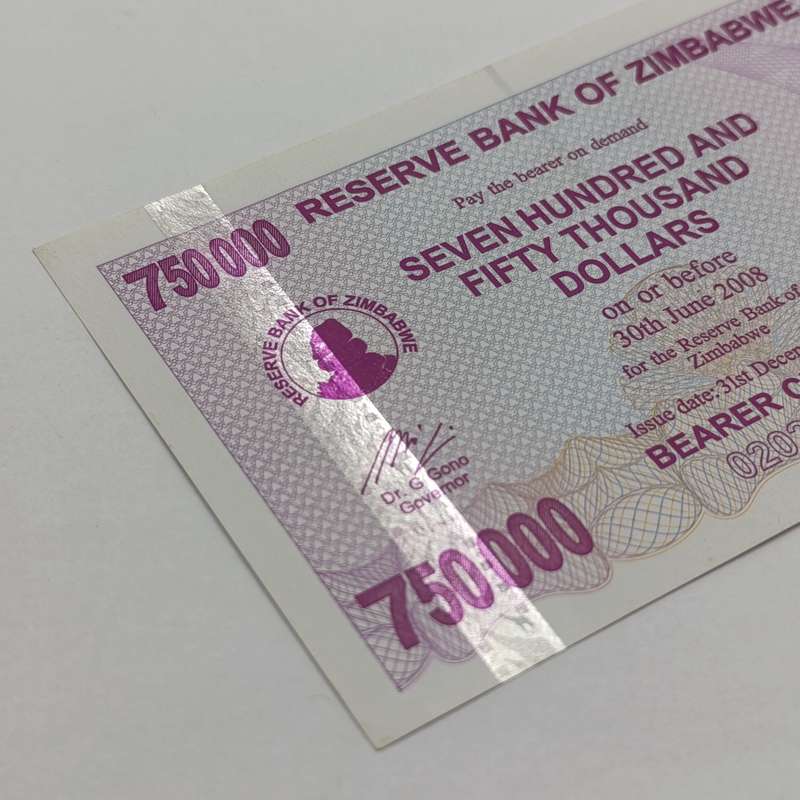 RESERVE BANK OF ZIMBABWE
Pay the bearer on demand
750000
SEVEN HUNDRED AND
FIFTY THOUSAND
DOLLARS
on or before
30th June 2008
for the Reserve Bank of
Zimbabwe
Issue date: 31st
BEARER
RESERVE BANK OF ZIMBABWE
Dr. G Gono
Governor
750000